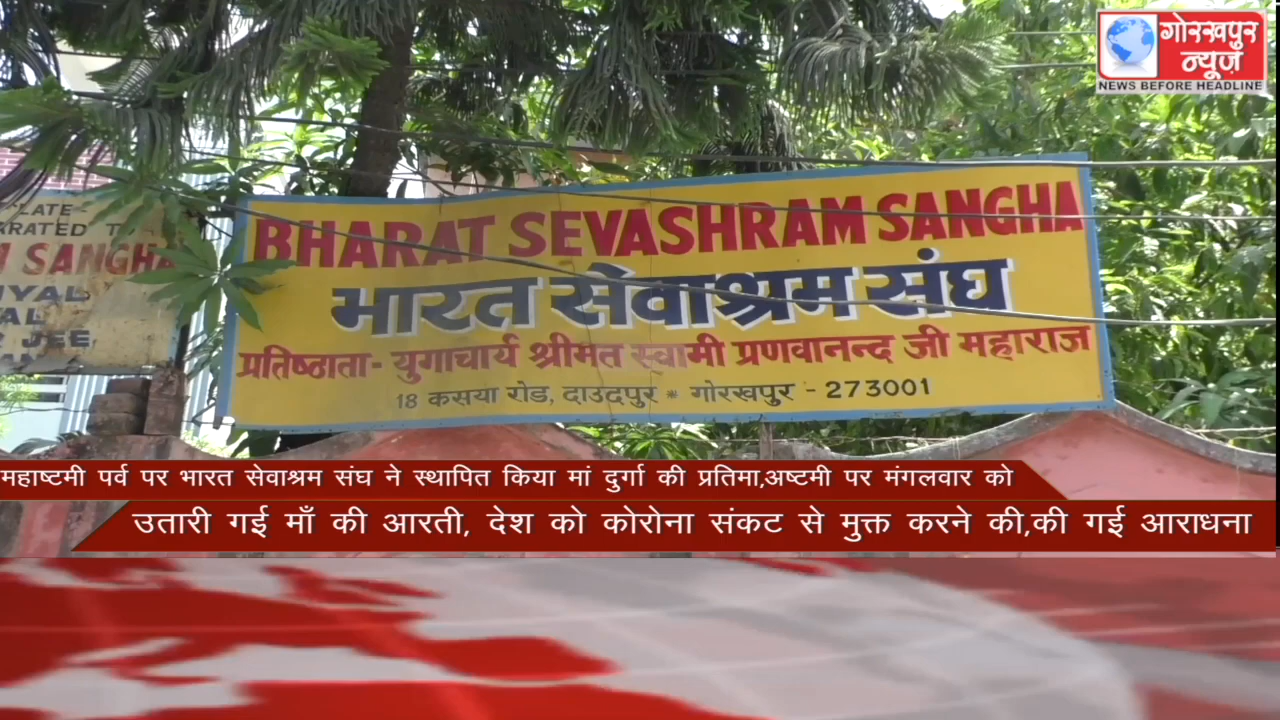 गोरखपुर
न्यूज़
NEWS BEFORE HEADLINE
BHARAT SEVASHRAM SANGHA
भारत सेवाश्रम संघ
प्रतिष्ठाता- युगाचार्य श्रीमत स्वामी प्रणवानन्द जी महाराज
18 कसया रोड, दाउदपुर * गोरखपुर - 273001
SANGHA
JEE
महाष्टमी पर्व पर भारत सेवाश्रम संघ ने स्थापित किया मां दुर्गा की प्रतिमा,अष्टमी पर मंगलवार को
उतारी गई माँ की आरती, देश को कोरोना संकट से मुक्त करने की,की गई आराधना